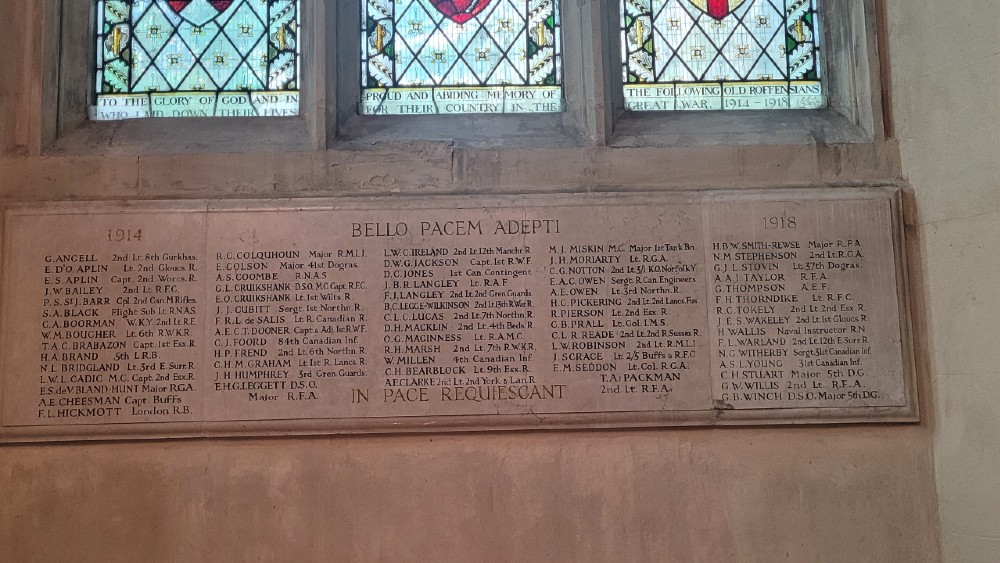 TO THE GLORY OF GOD AND IN
WHO LAID DOWN THEIR LIVES
PROUD AND ABIDING MEMORY OF
FOR THEIR COUNTRY IN THE
THE FOLLOWING OLD ROFFENSIANS
GREAT WAR. 1914-1918
BELLO PACEM ADEPTI
1914
G. ANGELL 2nd Lt. 8th Gurkhas.
E. D'O. APLIN Lt. 2nd Glouc's R.
E. S. APLIN Capt. 2nd Worcs. R.
J. W. BAILEY 2nd Lt. R.F.C.
P. S. ST J. BARR Cpl. 2nd Can. M. Rifles.
S. A. BLACK Flight Sub Lt. R.N.A.S.
G. A. BOORMAN W.K.Y. 2nd Lt. R.F.
W. M. BOUCHER Lt. 6th R.W.K.R.
T. A. C. BRABAZON Capt. 1st Ess. R.
H. A. BRAND 5th L.R.B.
N. L. BRIDGLAND Lt. 3rd E. Surr. R.
L. W. L. CADIC M.C. Capt. 2nd Ess. R.
E. S. de V BLAND-HUNT Major R.G.A.
A. E. CHEESMAN Capt. Buffs
F. L. HICKMOTT London R.B.
R. C. COLQUHOUN Major R.M.L.I.
E. COLSON Major 41st Dogras.
A. S. COOMBE R.N.A.S
G. L. CRUIKSHANK D.S.O. M.C. Capt. R.F.C.
E. O. CRUIKSHANK Lt. 1st Wilts R.
J. J. CUBITT Sergt. 1st Northn. R.
F. R. L. de SALIS Lt. R. Canadian R.
A. E. C. T. DOONER Capt. & Adj. 1st R.W.F.
C. J. FOORD 84th Canadian Inf.
H. P. FREND 2nd Lt. 6th Northn. R.
C. H. M. GRAHAM Lt. 1st R. Lancs. R.
J. H. HUMPHREY 3rd Gren. Guards.
E. H. G. LEGGETT D.S.O.
Major R.F.A.
L. W. C. IRELAND 2nd Lt. 12th Manchr R.
D. W. G. JACKSON Capt. 1st R.W.F.
D. C. JONES 1st Can Contingent
J. B. R. LANGLEY Lt. R.A.F.
F. J. LANGLEY 2nd Lt. 2nd Gren. Guards.
B. C. LEGGE-WILKINSON 2nd Lt. 13th R. War. R.
C. L. C. LUCAS 2nd Lt. 7th Northn. R.
D. H. MACKLIN 2nd Lt. 4th Beds R.
O. G. MAGINNESS Lt. R.A.M.C.
R. H. MARSH 2nd Lt. 7th R.W.K.R.
W. MILLEN 4th Canadian Inf.
C. H. BEARBLOCK Lt. 9th Ess. R.
A. F. CLARKE 2nd Lt. 2nd York & Lan. R.
M. J. MISKIN M.C. Major 1st Tank Bn.
J. H. MORIARTY Lt. R.G.A.
C. G. NOTTON 2nd Lt. 3/1 K.O. Norfolk Y.
E. A. C. OWEN Sergt. R. Can. Engineers
A. E. OWEN Lt. 3rd Northn. R.
H. C. PICKERING 2nd Lt. 2nd Lancs. Fus.
R. PIERSON Lt. 2nd Ess. R.
G. B. PRALL Lt. Col. I.M.S.
C. L. R. READE 2nd Lt. 2nd R. Sussex R.
L. W. ROBINSON 2nd Lt. R.M.L.I.
J. SCRACE Lt. 2/5 Buffs & R.F.C.
F. M. SEDDON Lt. Col. R.G.A.
T. A. PACKMAN
2nd Lt. R.F.A.
1918
H. B. W. SMITH-REWSE Major R.F.A
N. M. STEPHENSON 2nd Lt. R.G.A.
G. J. L. STOVIN Lt. 37th Dogras.
A. A. J. TAYLOR R.F.A.
G. THOMPSON A.E.F.
F. H. THORNDIKE Lt. R.F.C.
R. C. TOKELY 2nd Lt. 2nd Ess. R.
J. E. S. WAKELEY 2nd Lt. 1st Glouc's R.
H WALLIS Naval Instructor R.N
F. L. WARLAND 2nd Lt. 12th E. Surr R.
N. G. WITHERBY Sergt. 31st Canadian Inf.
A. S. L. YOUNG 31st Canadian Inf.
C. H. STUART Major 5th D.G.
G. W. WILLIS 2nd Lt. R.F.A.
G. B. WINCH D.S.O. Major 5th D.G.
IN PACE REQUIESCANT